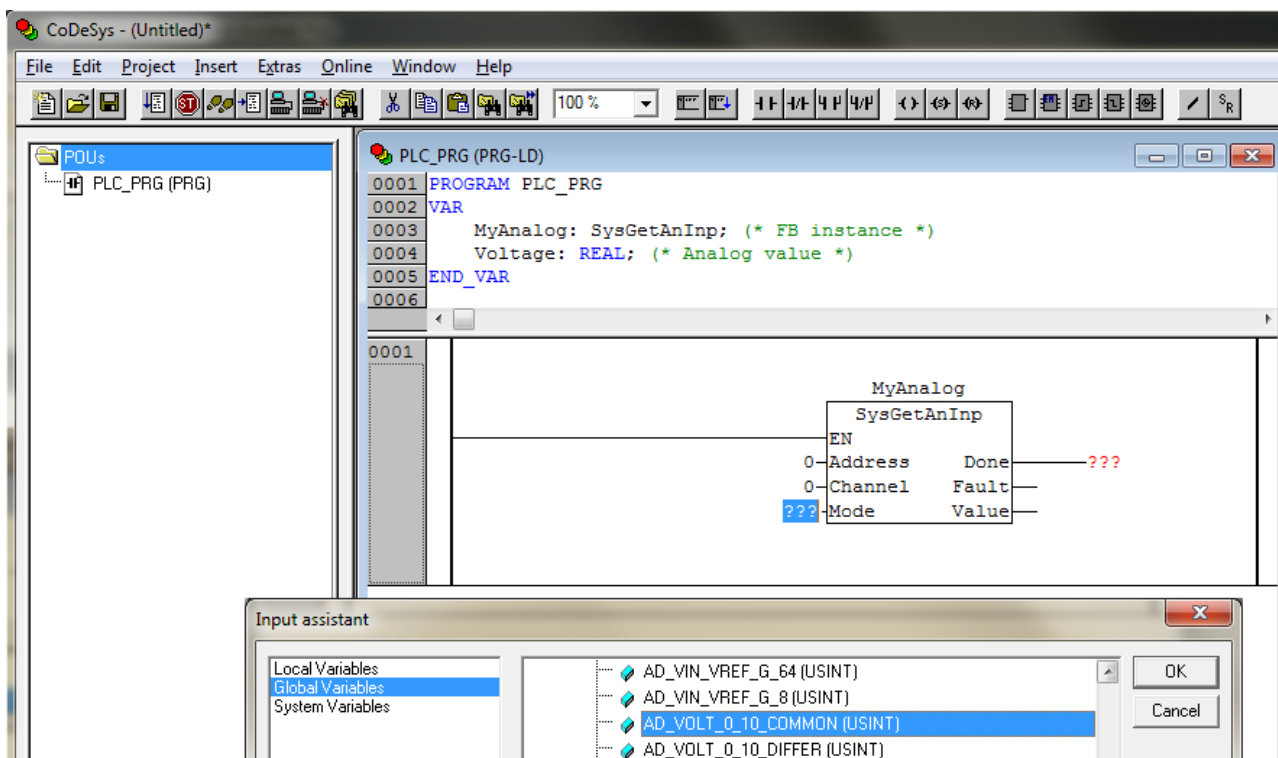 CoDeSys - (Untitled)*
File Edit Project Insert Extras Online Window Help
ST 100 % S R
POUs
PLC_PRG (PRG)
PLC_PRG (PRG-LD)
0001 PROGRAM PLC_PRG
0002 VAR
0003 MyAnalog: SysGetAnInp; (* FB instance *)
0004 Voltage: REAL; (* Analog value *)
0005 END_VAR
0006
0001
MyAnalog
SysGetAnInp
EN
0 Address Done ???
0 Channel Fault
??? Mode Value
Input assistant
Local Variables
Global Variables
System Variables
AD_VIN_VREF_G_64 (USINT)
AD_VIN_VREF_G_8 (USINT)
AD_VOLT_0_10_COMMON (USINT)
AD_VOLT_0_10_DIFFER (USINT)
OK
Cancel